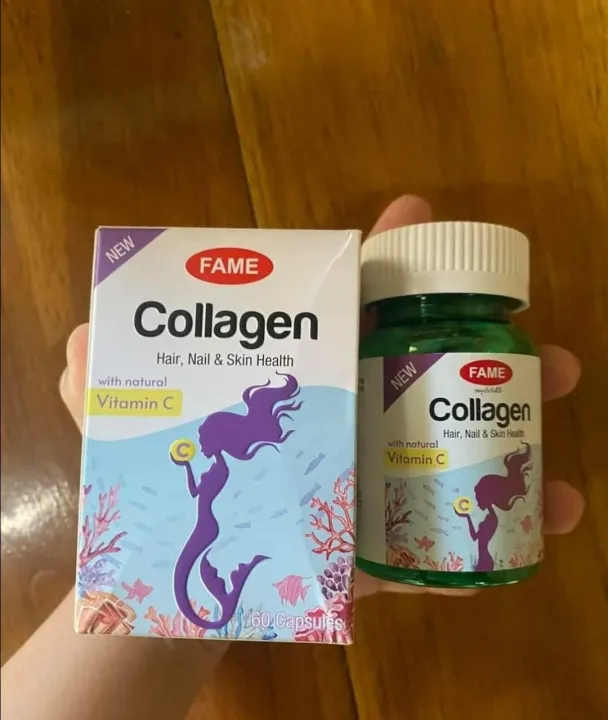 NEW
FAME
Collagen
Hair, Nail & Skin Health
with natural
Vitamin C
C
60 Capsules
NEW
FAME
Collagen
Hair, Nail & Skin Health
with natural
Vitamin C
C